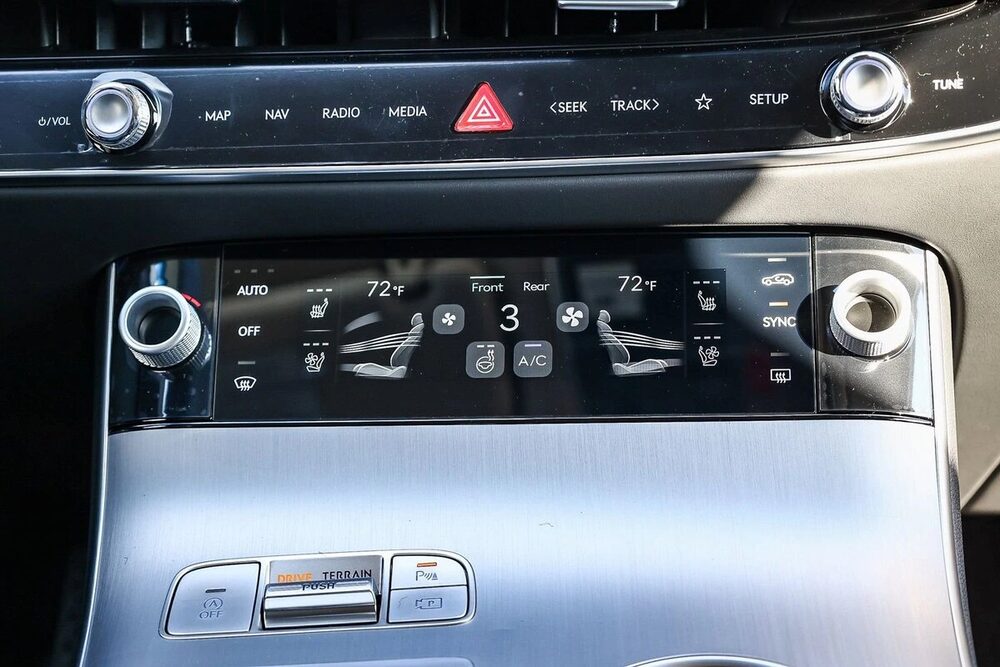 ⏻/VOL
MAP
NAV
RADIO
MEDIA
<SEEK
TRACK>
☆
SETUP
TUNE
AUTO
72°F
Front
Rear
72°F
OFF
3
SYNC
A/C
DRIVE TERRAIN
PUSH
OFF
P
P